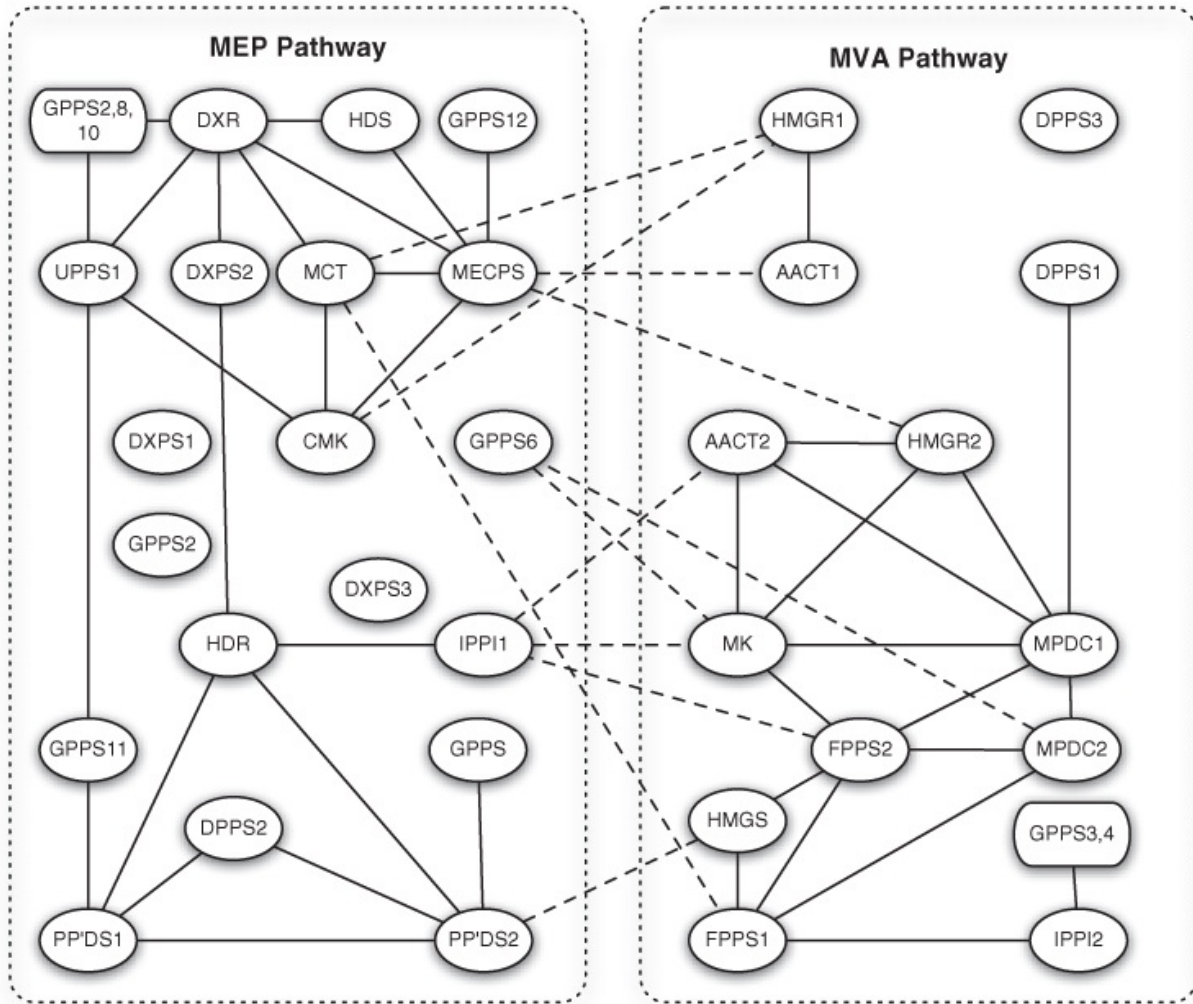 MEP Pathway
GPPS2,8,
10
DXR
HDS
GPPS12
UPPS1
DXPS2
MCT
MECPS
DXPS1
CMK
GPPS6
GPPS2
DXPS3
HDR
IPPI1
GPPS11
GPPS
DPPS2
PP'DS1
PP'DS2
MVA Pathway
HMGR1
DPPS3
AACT1
DPPS1
AACT2
HMGR2
MK
MPDC1
FPPS2
MPDC2
HMGS
GPPS3,4
FPPS1
IPPI2